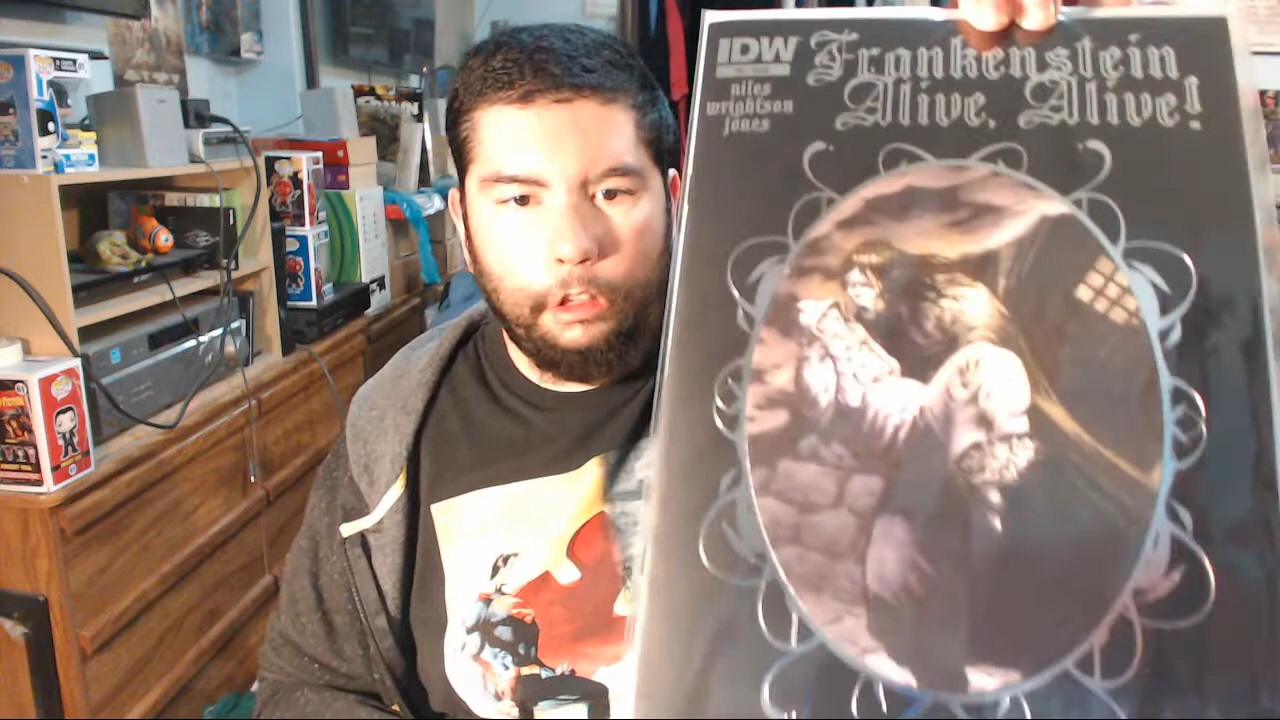 IDW
Frankenstein
Alive, Alive!
niles
wrightson
jones